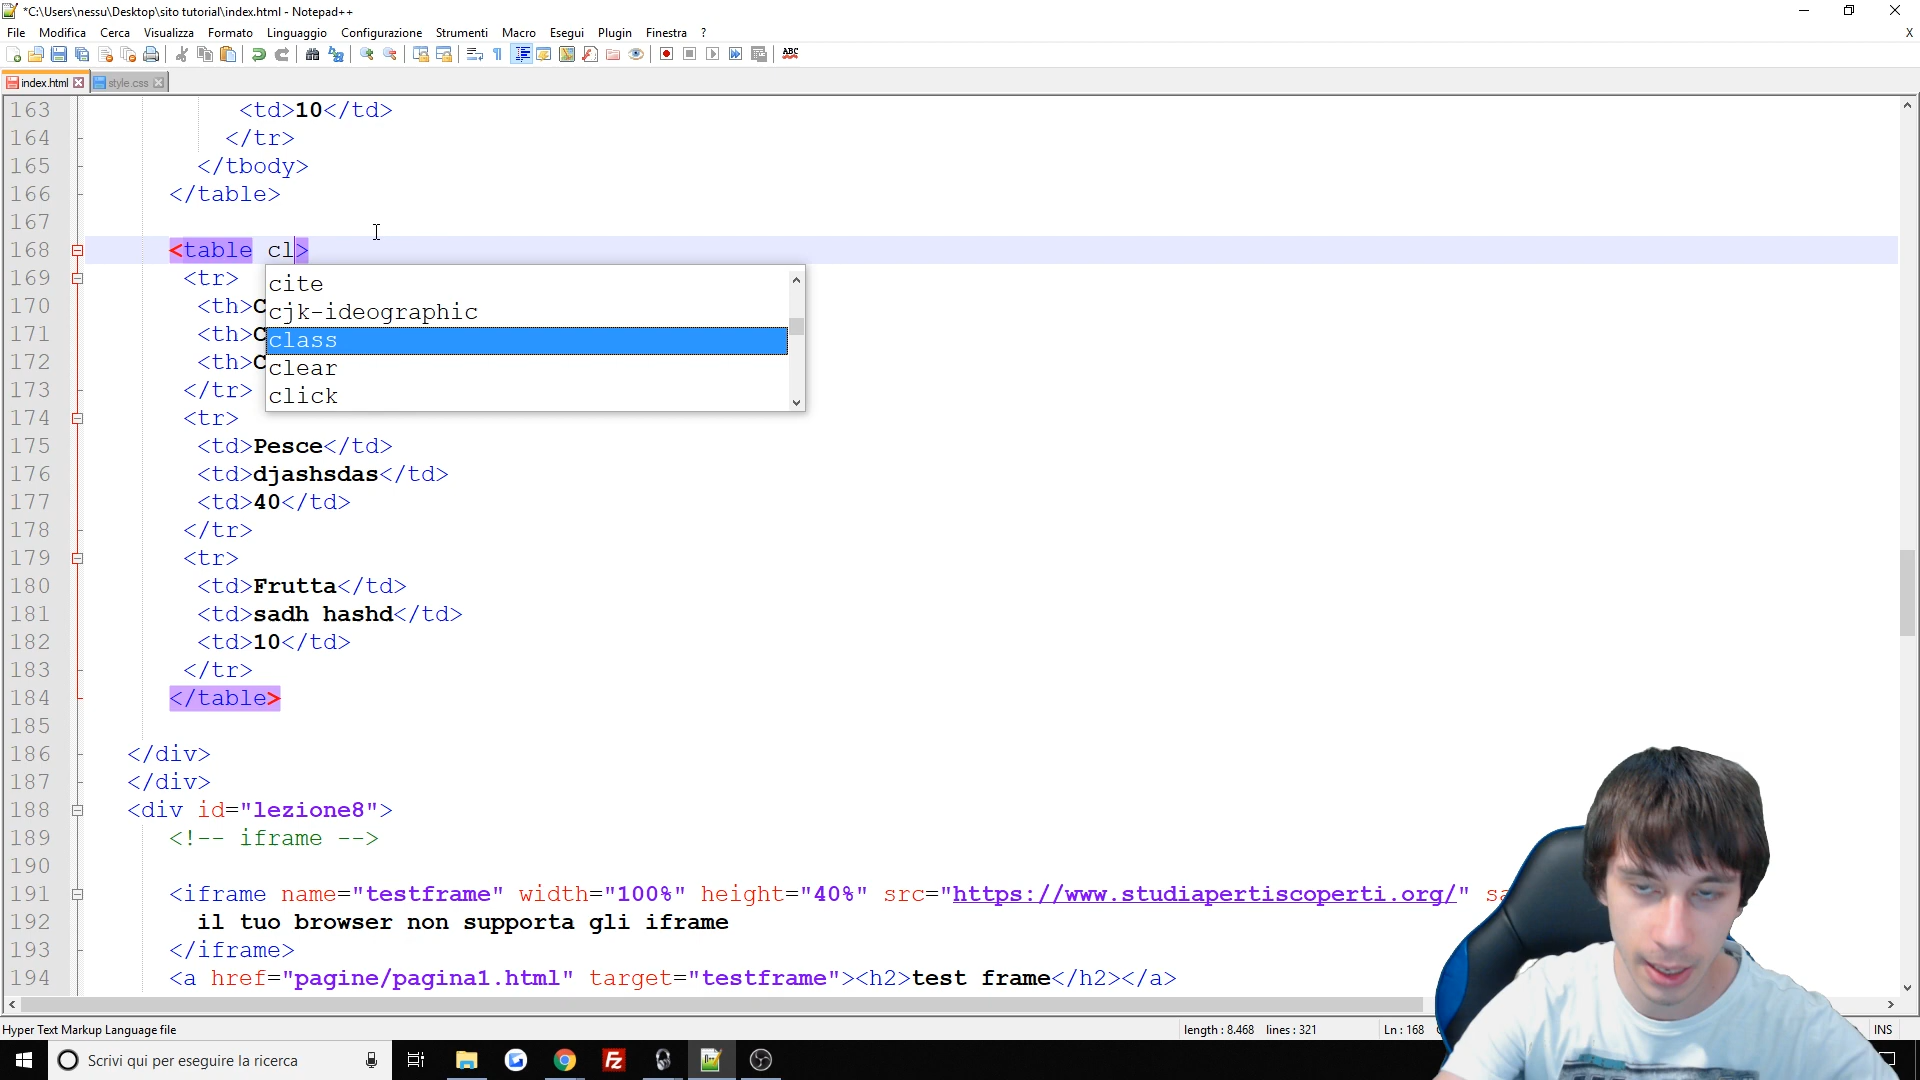 *C:\Users\nessu\Desktop\sito tutorial\index.html - Notepad++
File Modifica Cerca Visualizza Formato Linguaggio Configurazione Strumenti Macro Esegui Plugin Finestra ? X
index.html style.css
163 <td>10</td>
164 </tr>
165 </tbody>
166 </table>
167
168 <table cl>
cite
cjk-ideographic
class
clear
click
169 <tr>
170 <th>C
171 <th>C
172 <th>C
173 </tr>
174 <tr>
175 <td>Pesce</td>
176 <td>djashsdas</td>
177 <td>40</td>
178 </tr>
179 <tr>
180 <td>Frutta</td>
181 <td>sadh hashd</td>
182 <td>10</td>
183 </tr>
184 </table>
185
186 </div>
187 </div>
188 <div id="lezione8">
189 <!-- iframe -->
190
191 <iframe name="testframe" width="100%" height="40%" src="https://www.studiapertiscoperti.org/" sa
192 il tuo browser non supporta gli iframe
193 </iframe>
194 <a href="pagine/pagina1.html" target="testframe"><h2>test frame</h2></a>
Hyper Text Markup Language file length : 8.468 lines : 321 Ln : 168 INS
Scrivi qui per eseguire la ricerca